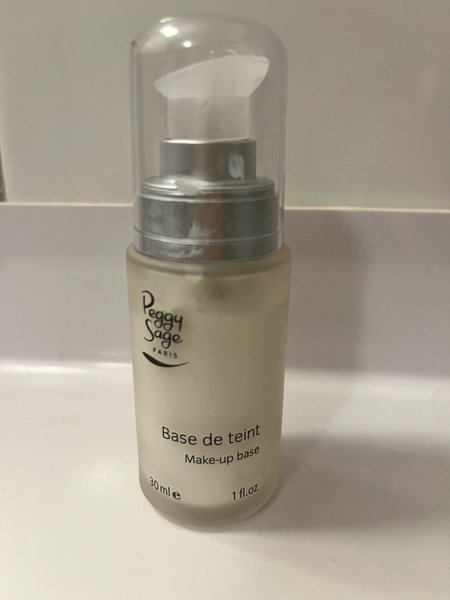 Peggy
Sage
PARIS
Base de teint
Make-up base
30 ml e 1 fl.oz